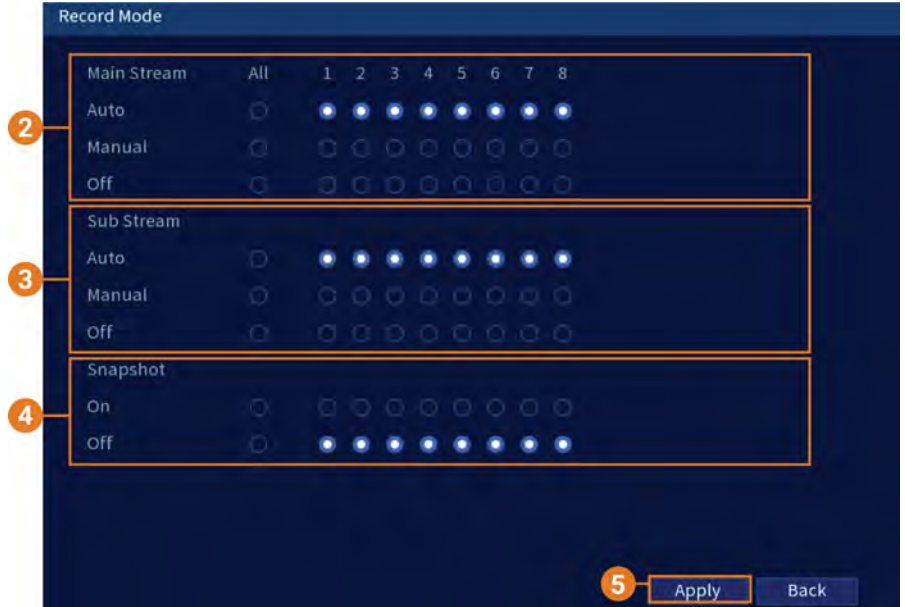 Record Mode
Main Stream All 1 2 3 4 5 6 7 8
Auto
2
Manual
Off
Sub Stream
Auto
3
Manual
Off
Snapshot
On
4
Off
5 Apply Back